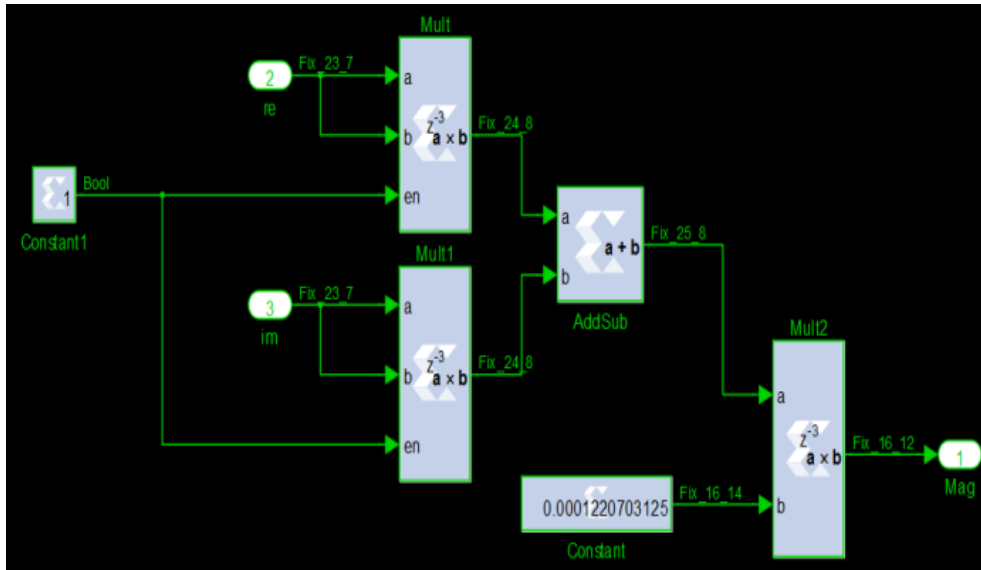 Mult
2
Fix_23_7
re
a
b
en
z-3
a x b
Fix_24_8
1
Bool
Constant1
Mult1
3
Fix_23_7
im
a
b
en
z-3
a x b
Fix_24_8
a
b
a + b
Fix_25_8
AddSub
Mult2
a
b
z-3
a x b
Fix_16_12
1
Mag
0.0001220703125
Fix_16_14
Constant